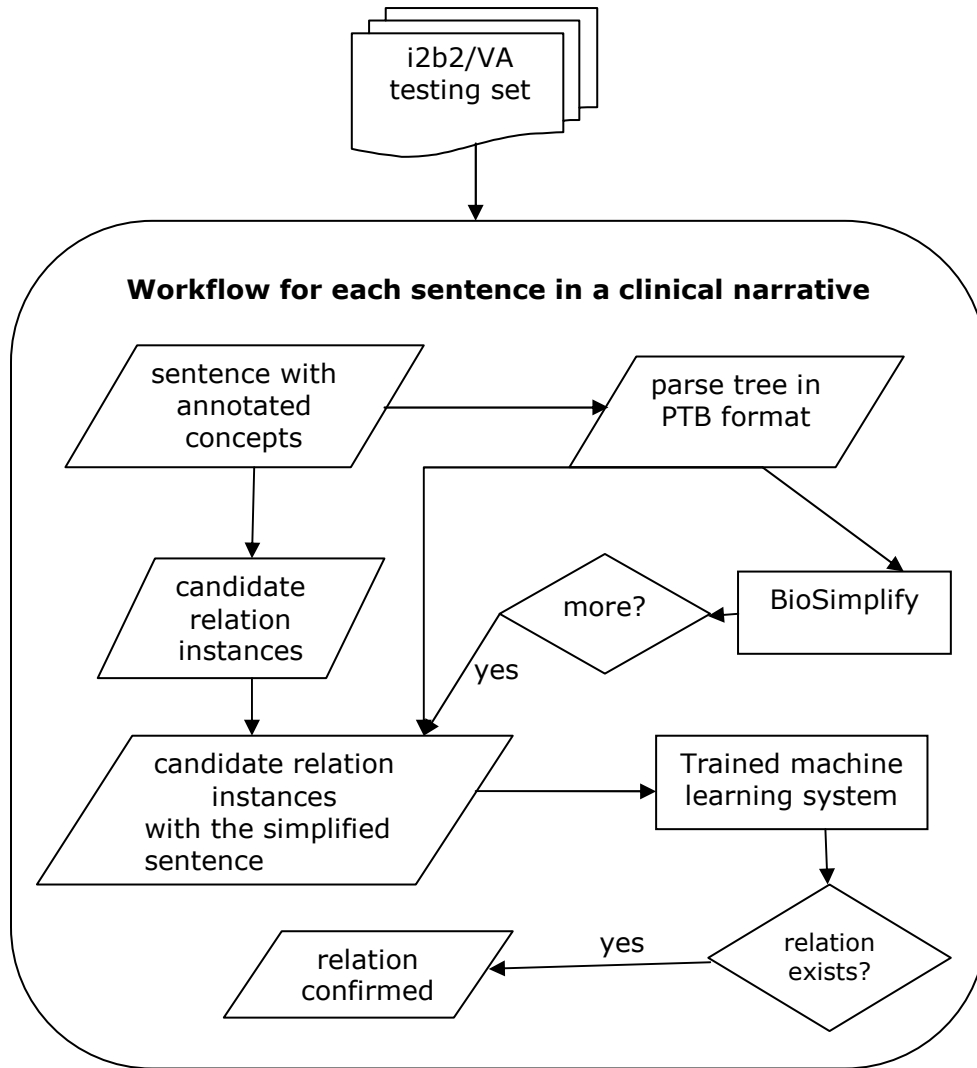 i2b2/VA
testing set
Workflow for each sentence in a clinical narrative
sentence with
annotated
concepts
parse tree in
PTB format
candidate
relation
instances
more?
BioSimplify
yes
candidate relation
instances
with the simplified
sentence
Trained machine
learning system
yes
relation
exists?
relation
confirmed